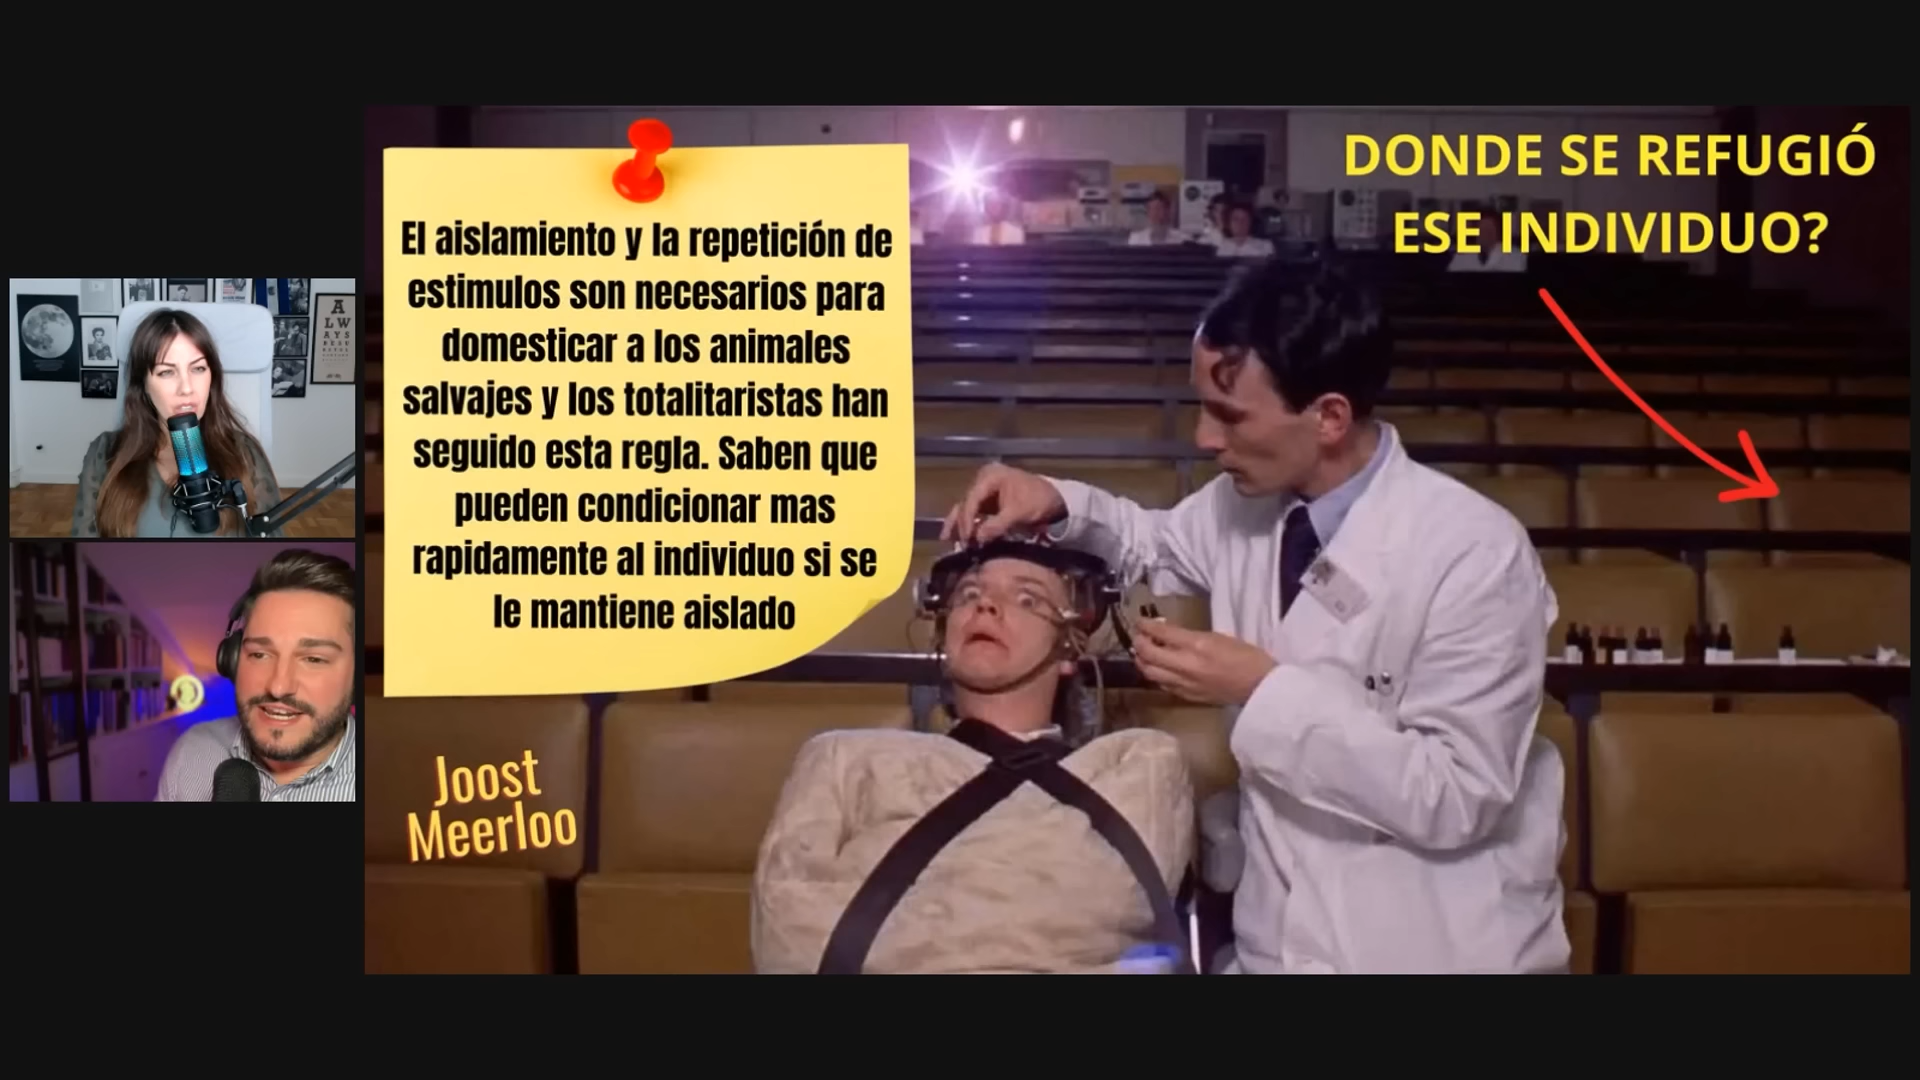 El aislamiento y la repetición de
estimulos son necesarios para
domesticar a los animales
salvajes y los totalitaristas han
seguido esta regla. Saben que
pueden condicionar mas
rapidamente al individuo si se
le mantiene aislado
Joost
Meerloo
DONDE SE REFUGIÓ
ESE INDIVIDUO?
A
L W
A Y S